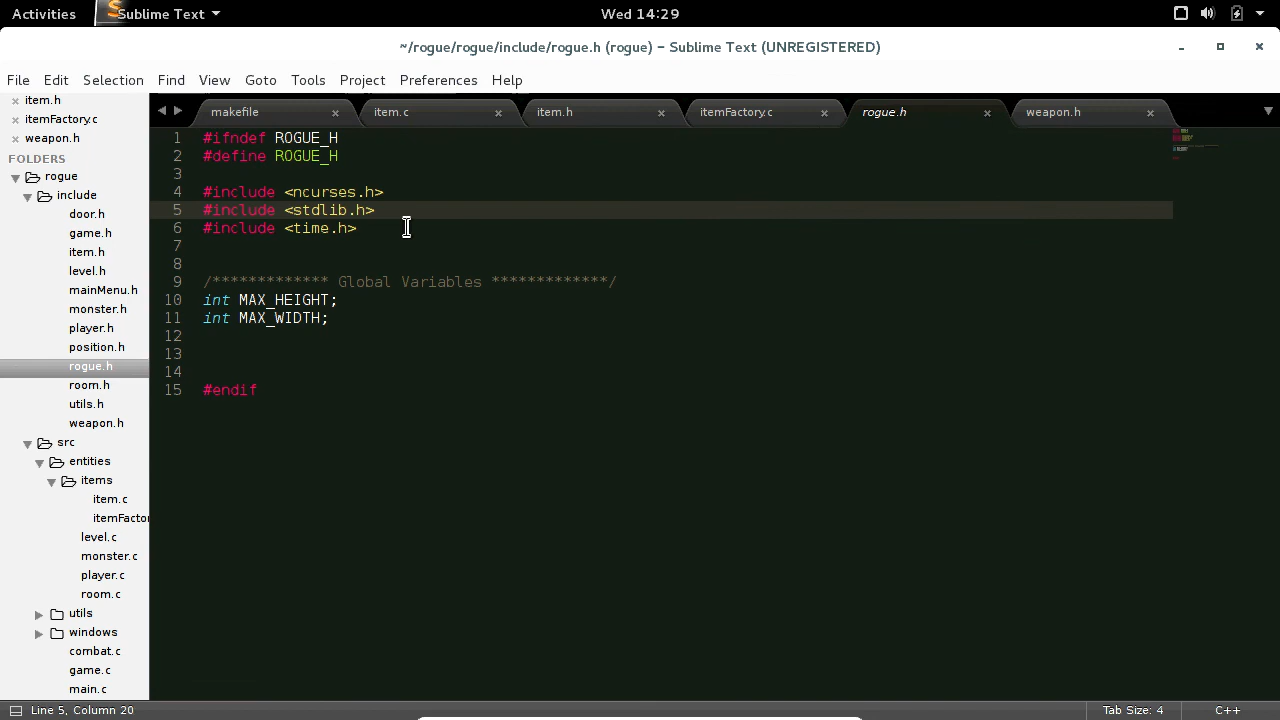 Activities
Sublime Text
Wed 14:29
~/rogue/rogue/include/rogue.h (rogue) – Sublime Text (UNREGISTERED)
File Edit Selection Find View Goto Tools Project Preferences Help
item.h
itemFactory.c
weapon.h
FOLDERS
rogue
include
door.h
game.h
item.h
level.h
mainMenu.h
monster.h
player.h
position.h
rogue.h
room.h
utils.h
weapon.h
src
entities
items
item.c
itemFactor
level.c
monster.c
player.c
room.c
utils
windows
combat.c
game.c
main.c
makefile
item.c
item.h
itemFactory.c
rogue.h
weapon.h
1 #ifndef ROGUE_H
2 #define ROGUE_H
3
4 #include <ncurses.h>
5 #include <stdlib.h>
6 #include <time.h>
7
8
9 /************* Global Variables *************/
10 int MAX_HEIGHT;
11 int MAX_WIDTH;
12
13
14
15 #endif
Line 5, Column 20
Tab Size: 4
C++